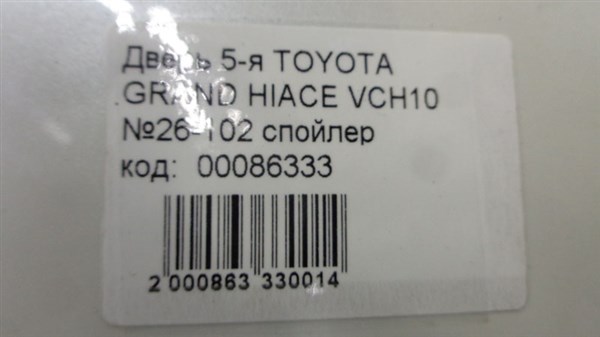 Дверь 5-я TOYOTA
GRAND HIACE VCH10
№26-102 спойлер
код: 00086333
2 000863 330014